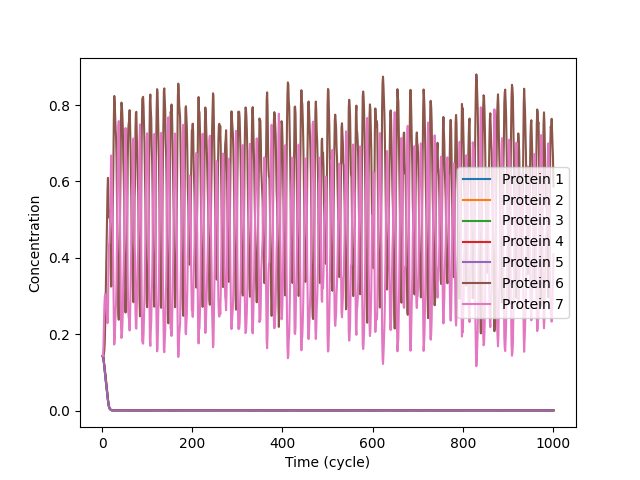 0.8
0.6
0.4
0.2
0.0
Concentration
0
200
400
600
800
1000
Time (cycle)
Protein 1
Protein 2
Protein 3
Protein 4
Protein 5
Protein 6
Protein 7